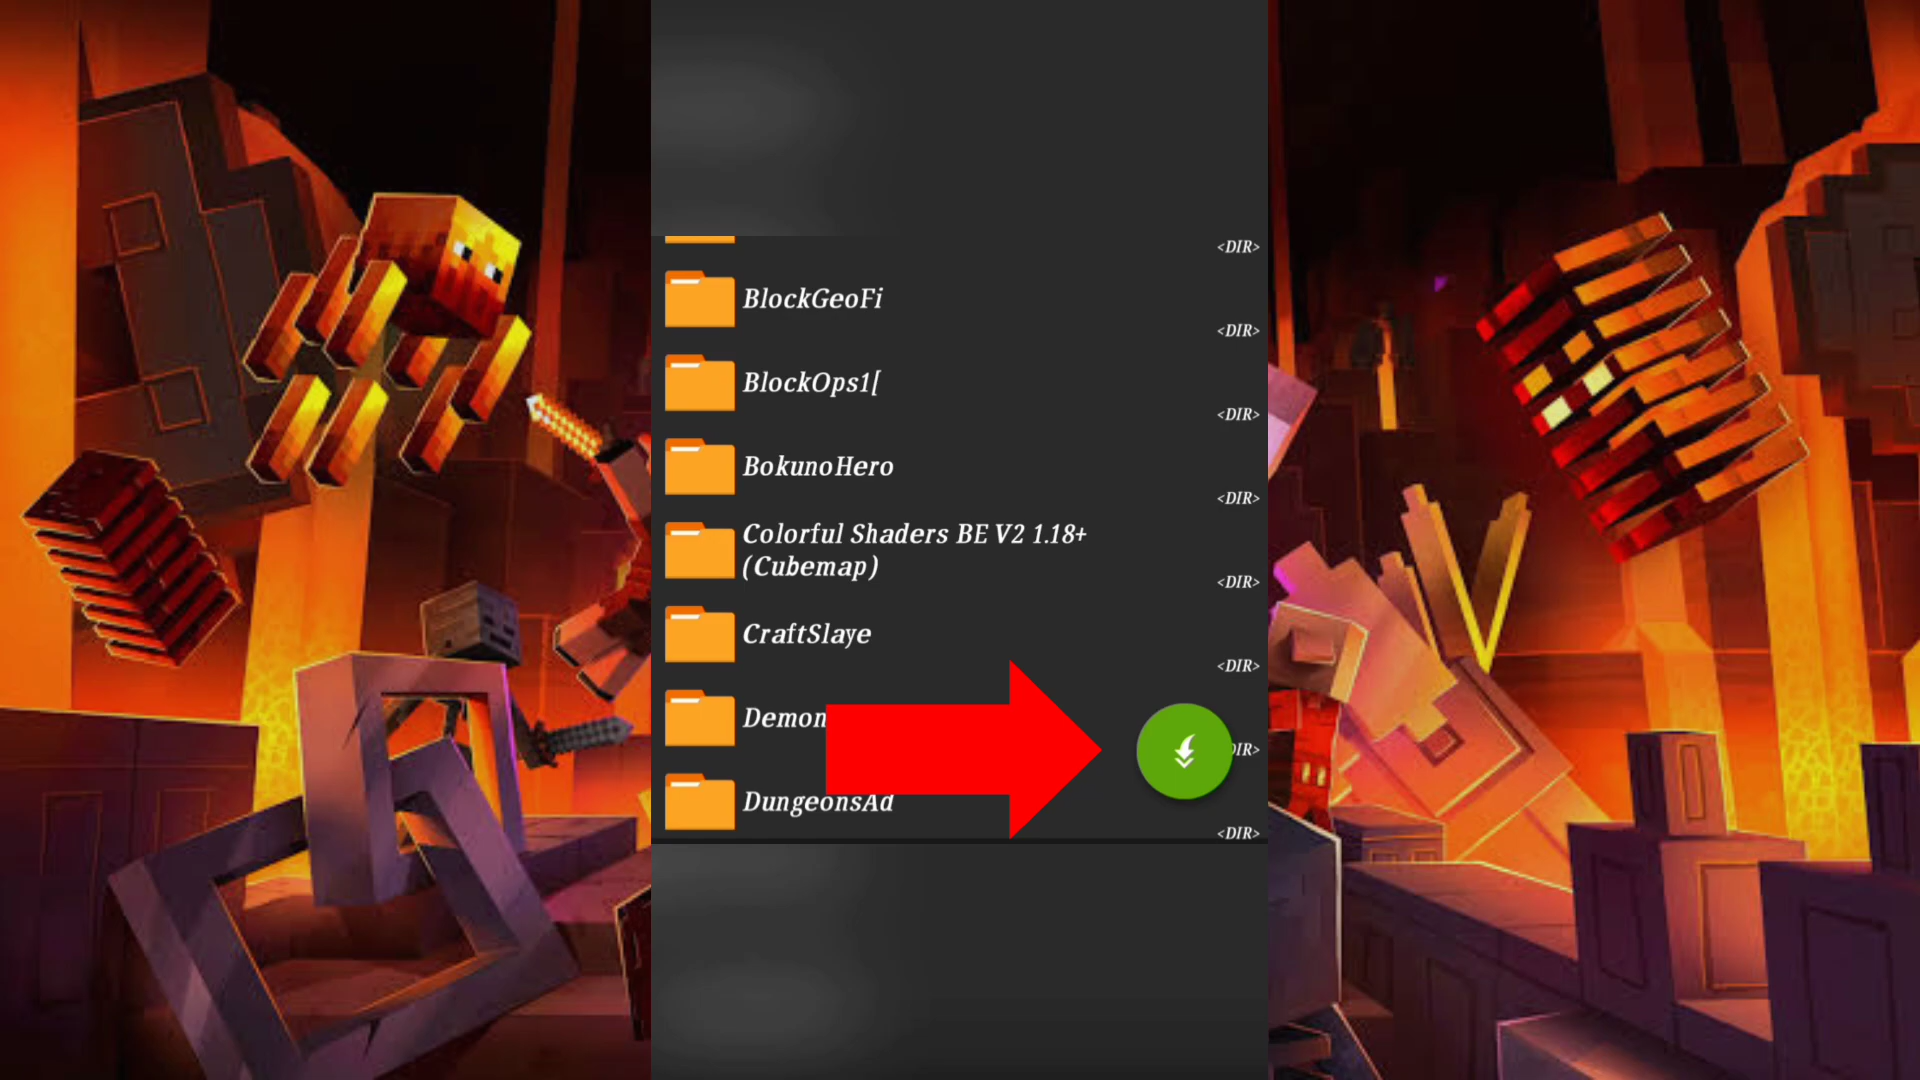 <DIR>
BlockGeoFi
<DIR>
BlockOps1[
<DIR>
BokunoHero
<DIR>
Colorful Shaders BE V2 1.18+
(Cubemap)
<DIR>
CraftSlaye
<DIR>
Demon
DIR>
DungeonsAd
<DIR>